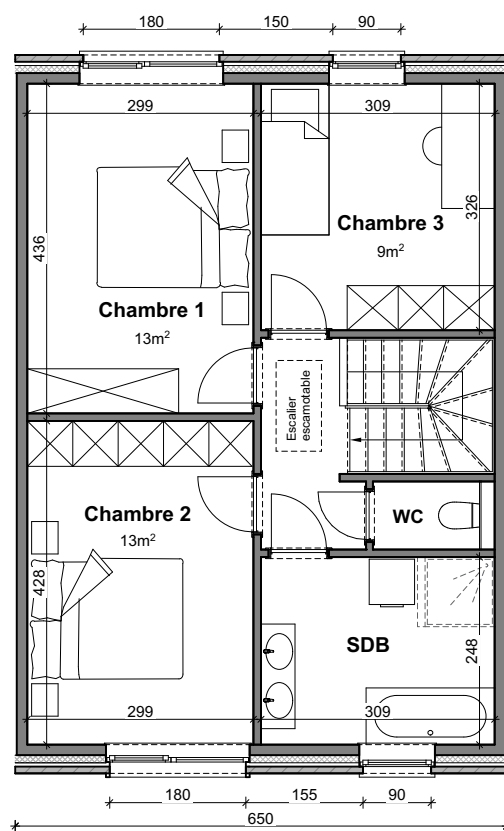 180 150 90
299 309
436
326
Chambre 3
9m²
Chambre 1
13m²
Escalier
escamotable
WC
Chambre 2
13m²
428
SDB
248
299 309
180 155 90
650